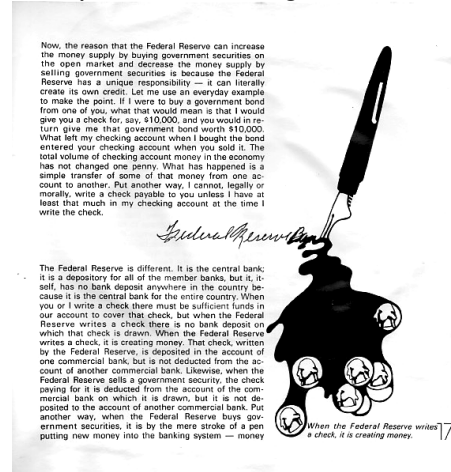 Now, the reason that the Federal Reserve can increase
the money supply by buying government securities on
the open market and decrease the money supply by
selling government securities is because the Federal
Reserve has a unique responsibility — it can literally
create its own credit. Let me use an everyday example
to make the point. If I were to buy a government bond
from one of you, what that would mean is that I would
give you a check for, say, $10,000, and you would in re-
turn give me that government bond worth $10,000.
What left my checking account when I bought the bond
entered your checking account when you sold it. The
total volume of checking account money in the economy
has not changed one penny. What has happened is a
simple transfer of some of that money from one ac-
count to another. Put another way, I cannot, legally or
morally, write a check payable to you unless I have at
least that much in my checking account at the time I
write the check.
Federal Reserve Bank
The Federal Reserve is different. It is the central bank;
it is a depository for all of the member banks, but it, it-
self, has no bank deposit anywhere in the country be-
cause it is the central bank for the entire country. When
you or I write a check there must be sufficient funds in
our account to cover that check, but when the Federal
Reserve writes a check there is no bank deposit on
which that check is drawn. When the Federal Reserve
writes a check, it is creating money. That check, written
by the Federal Reserve, is deposited in the account of
one commercial bank, but is not deducted from the ac-
count of another commercial bank. Likewise, when the
Federal Reserve sells a government security, the check
paying for it is deducted from the account of the com-
mercial bank on which it is drawn, but it is not de-
posited to the account of another commercial bank. Put
another way, when the Federal Reserve buys gov-
ernment securities, it is by the mere stroke of a pen
putting new money into the banking system — money
When the Federal Reserve writes
a check, it is creating money.
17